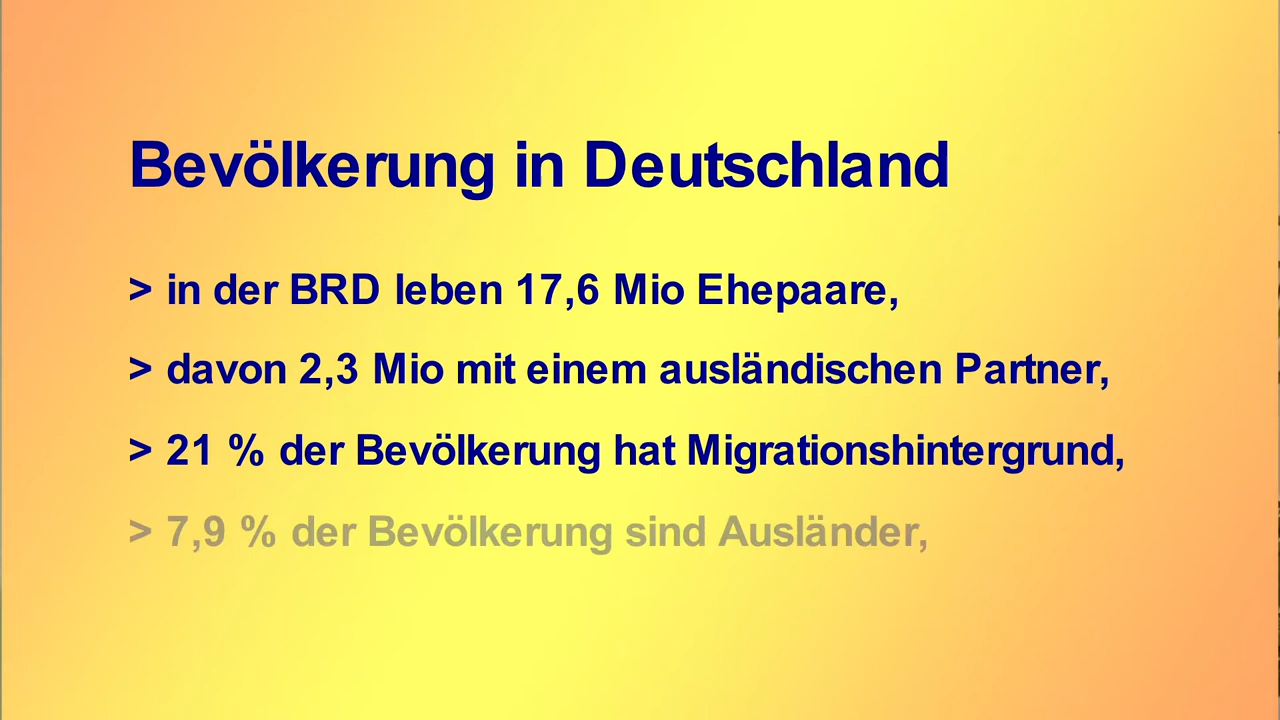 Bevölkerung in Deutschland
> in der BRD leben 17,6 Mio Ehepaare,
> davon 2,3 Mio mit einem ausländischen Partner,
> 21 % der Bevölkerung hat Migrationshintergrund,
> 7,9 % der Bevölkerung sind Ausländer,